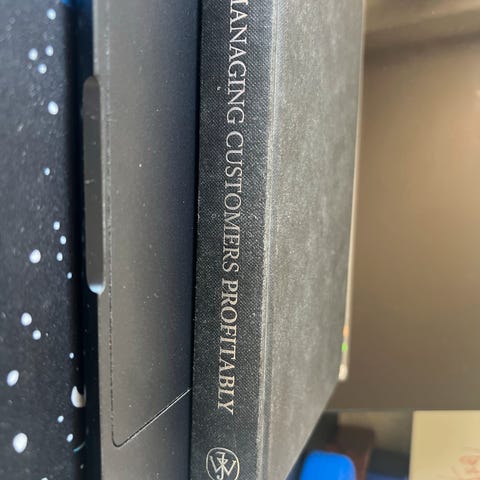 MANAGING CUSTOMERS PROFITABLY